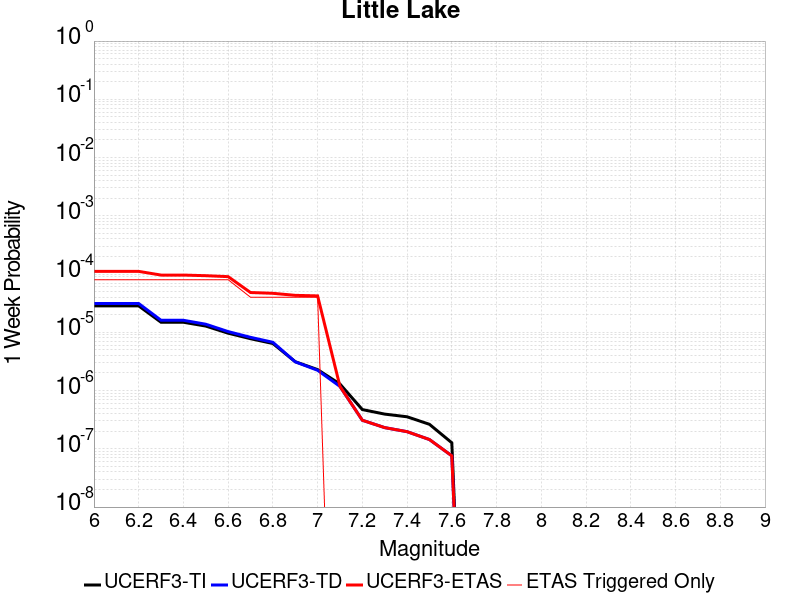 Little Lake
1 Week Probability
10 0
10 -1
10 -2
10 -3
10 -4
10 -5
10 -6
10 -7
10 -8
6 6.2 6.4 6.6 6.8 7 7.2 7.4 7.6 7.8 8 8.2 8.4 8.6 8.8 9
Magnitude
UCERF3-TI UCERF3-TD UCERF3-ETAS ETAS Triggered Only